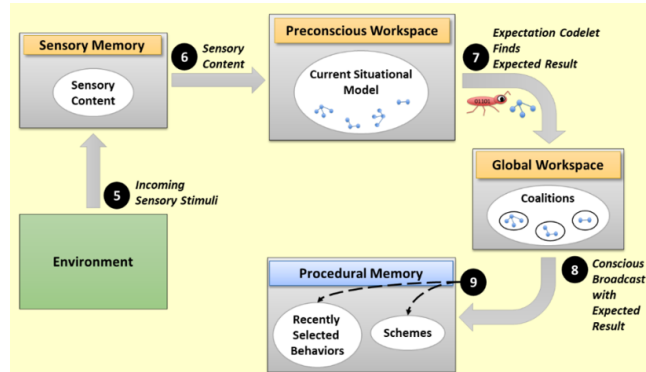 Sensory Memory
Sensory
Content
6
Sensory
Content
Preconscious Workspace
Current Situational
Model
7
Expectation Codelet
Finds
Expected Result
01101
Global Workspace
Coalitions
5
Incoming
Sensory Stimuli
Environment
8
Conscious
Broadcast
with
Expected
Result
Procedural Memory
9
Recently
Selected
Behaviors
Schemes